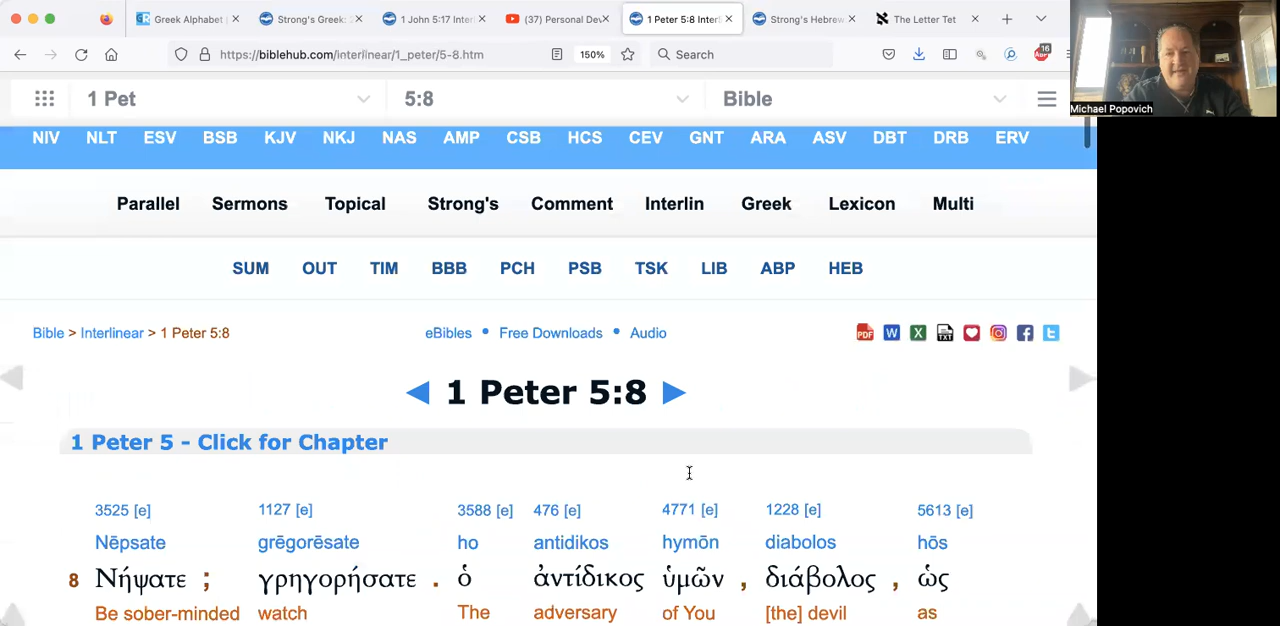 Greek Alphabet | Strong's Greek: 1 John 5:17 Inter (37) Personal Dev 1 Peter 5:8 Inter Strong's Hebrew The Letter Tet
https://biblehub.com/interlinear/1_peter/5-8.htm 150% Search 16
Michael Popovich
1 Pet 5:8 Bible
NIV NLT ESV BSB KJV NKJ NAS AMP CSB HCS CEV GNT ARA ASV DBT DRB ERV
Parallel Sermons Topical Strong's Comment Interlin Greek Lexicon Multi
SUM OUT TIM BBB PCH PSB TSK LIB ABP HEB
Bible > Interlinear > 1 Peter 5:8 eBibles • Free Downloads • Audio
◄ 1 Peter 5:8 ►
1 Peter 5 - Click for Chapter
3525 [e] 1127 [e] 3588 [e] 476 [e] 4771 [e] 1228 [e] 5613 [e]
Nēpsate grēgorēsate ho antidikos hymōn diabolos hōs
8 Νήψατε ; γρηγορήσατε . ὁ ἀντίδικος ὑμῶν , διάβολος , ὡς
Be sober-minded watch The adversary of You [the] devil as